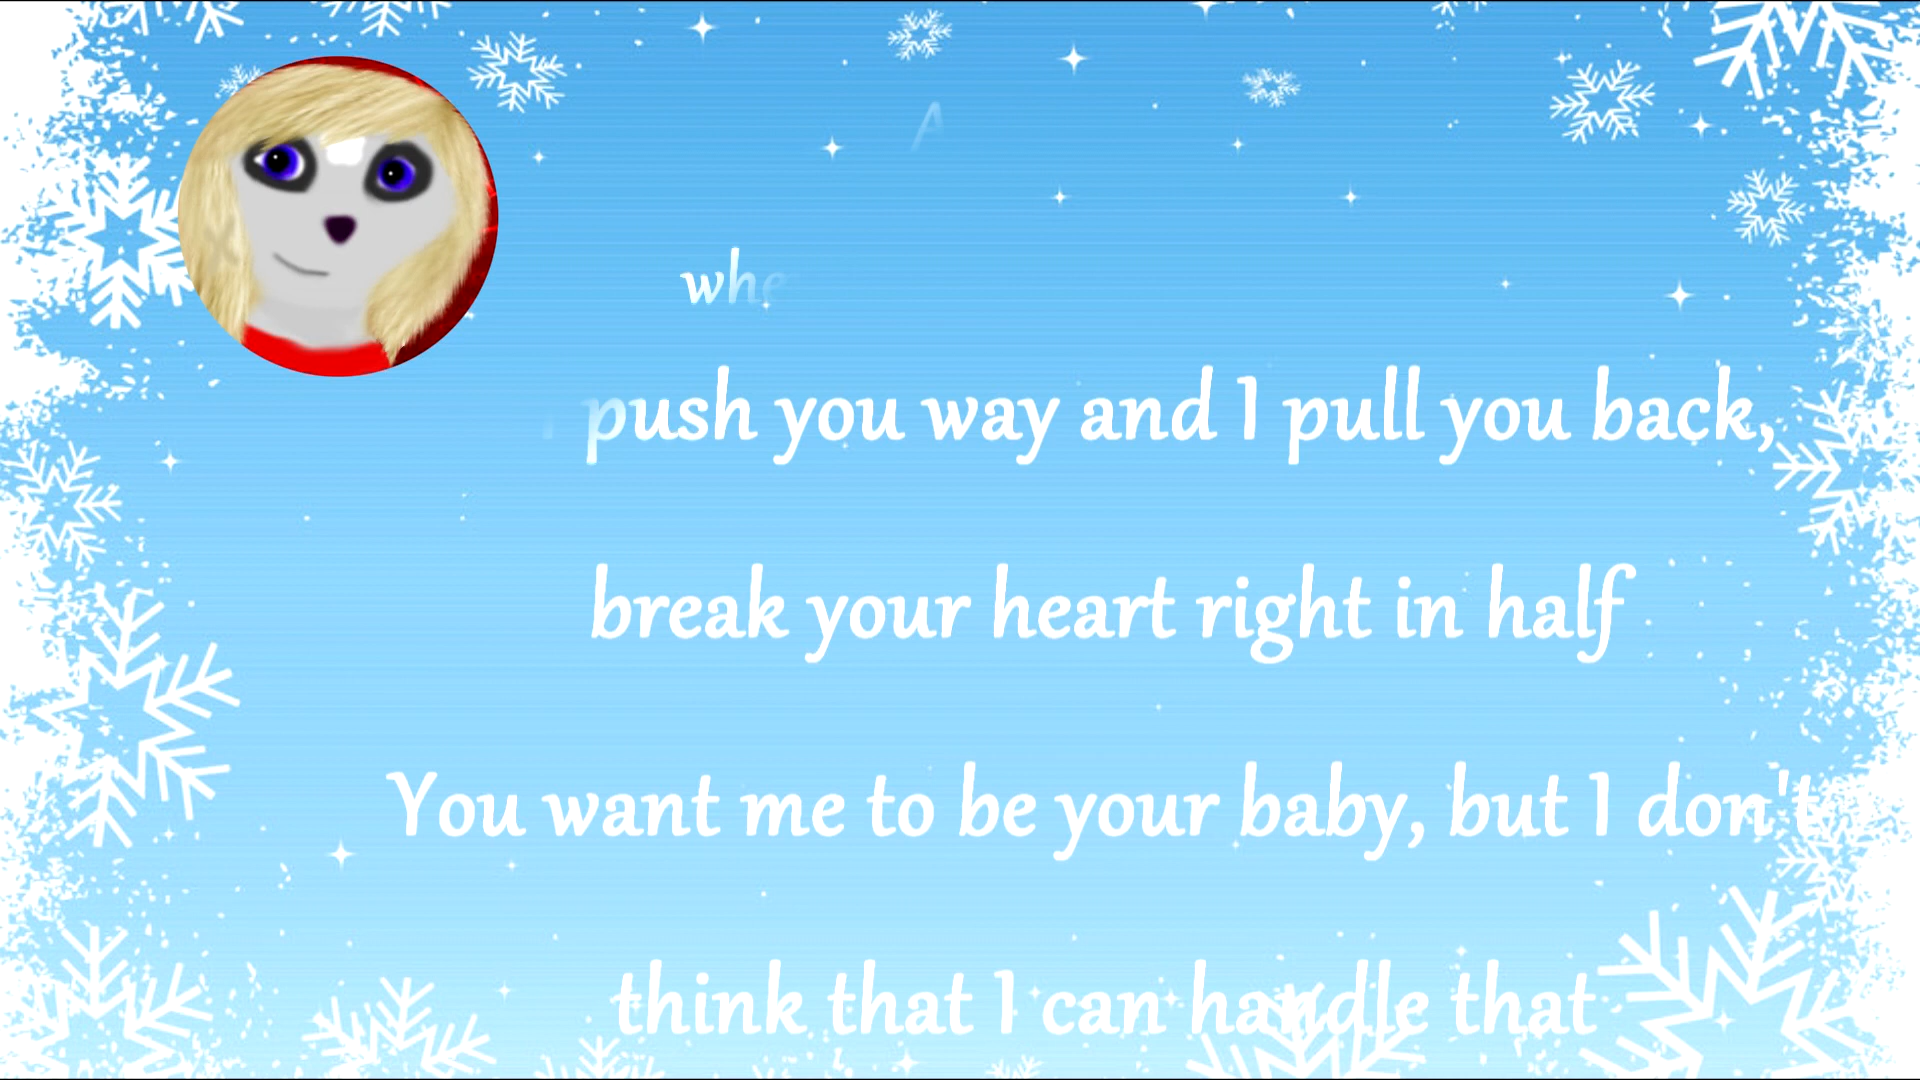 A
whe
I push you way and I pull you back,
break your heart right in half
You want me to be your baby, but I don't
think that I can handle that